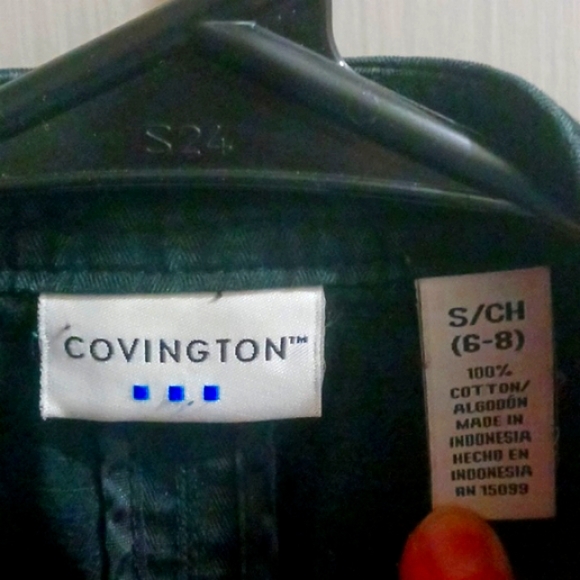 S24
COVINGTON™
S/CH
(6-8)
100%
COTTON/
ALGODÓN
MADE IN
INDONESIA
HECHO EN
INDONESIA
RN 15099